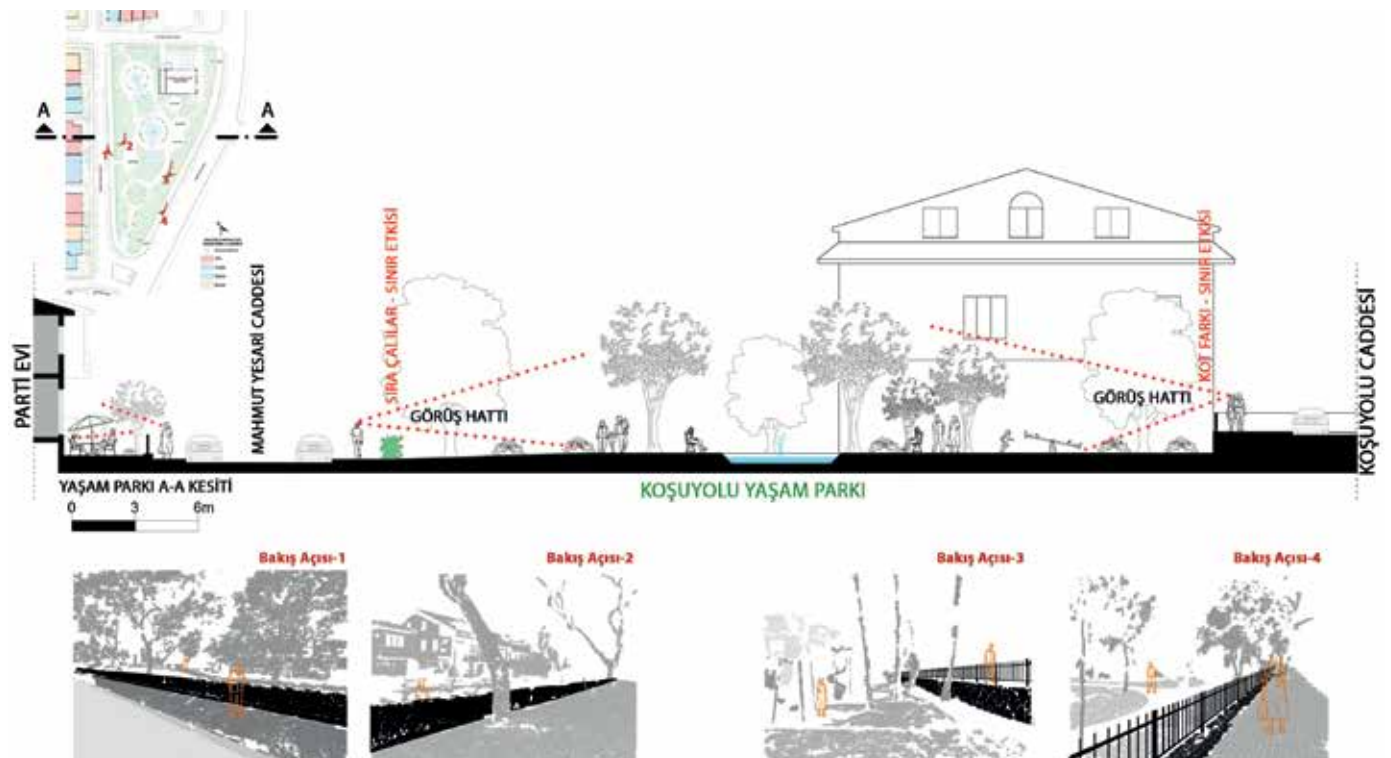 A
A
2
4
PARTİ EVİ
MAHMUT YESARİ CADDESİ
SIRA ÇALILAR - SINIR ETKİSİ
GÖRÜŞ HATTI
GÖRÜŞ HATTI
KOT FARKI - SINIR ETKİSİ
KOŞUYOLU CADDESİ
YAŞAM PARKI A-A KESİTİ
0 3 6m
KOŞUYOLU YAŞAM PARKI
Bakış Açısı-1
Bakış Açısı-2
Bakış Açısı-3
Bakış Açısı-4